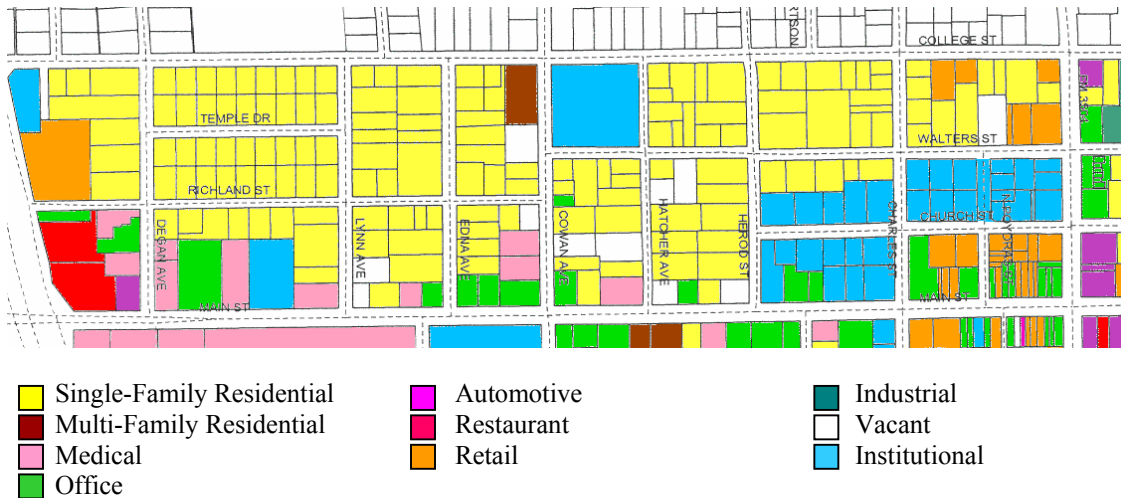 RTSON
COLLEGE ST
TEMPLE DR
WALTERS ST
RICHLAND ST
DEGAN AVE
LYNN AVE
EDNA AVE
COWAN AVE
HATCHER AVE
HEROD ST
CHARLES ST
CHURCH ST
MAIN ST
MAIN ST
Single-Family Residential
Multi-Family Residential
Medical
Office
Automotive
Restaurant
Retail
Industrial
Vacant
Institutional